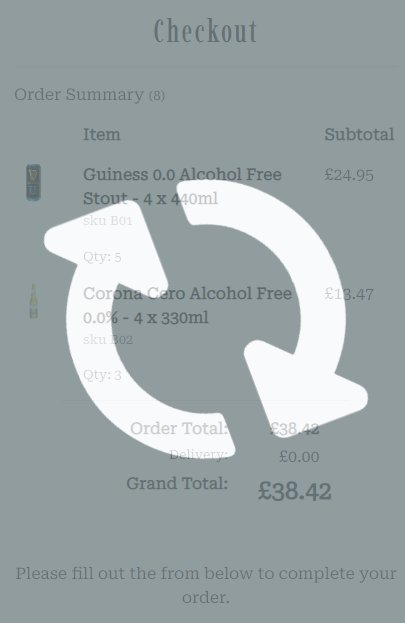 Checkout
Order Summary (8)
Item Subtotal
Guiness 0.0 Alcohol Free £24.95
Stout - 4 x 440ml
sku B01
Qty: 5
Corona Cero Alcohol Free £13.47
0.0% - 4 x 330ml
sku B02
Qty: 3
Order Total: £38.42
Delivery: £0.00
Grand Total: £38.42
Please fill out the from below to complete your
order.